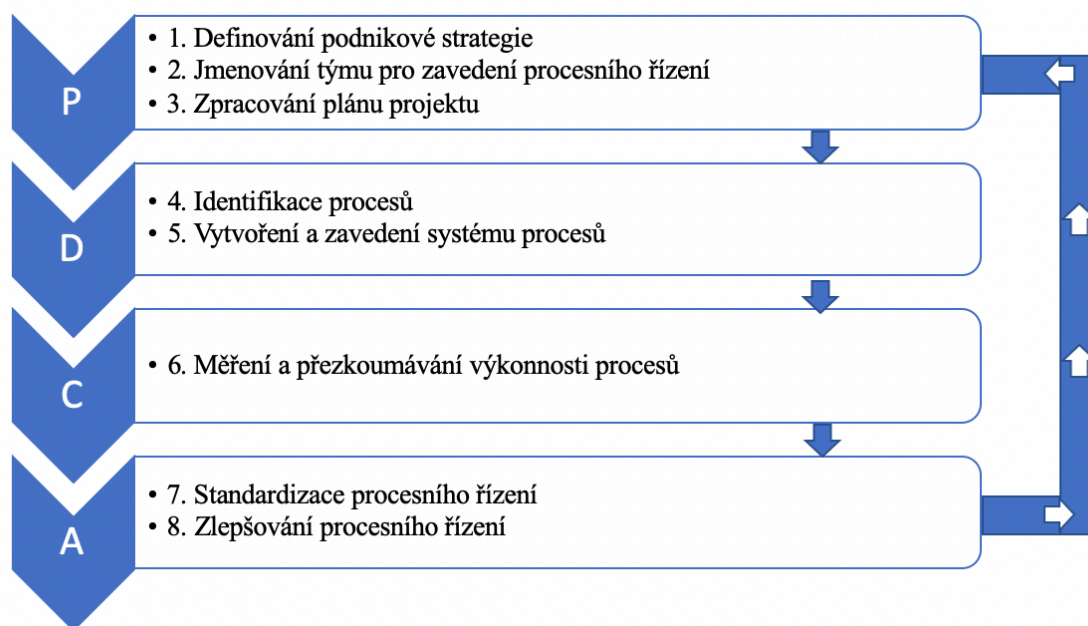 P
• 1. Definování podnikové strategie
• 2. Jmenování týmu pro zavedení procesního řízení
• 3. Zpracování plánu projektu
D
• 4. Identifikace procesů
• 5. Vytvoření a zavedení systému procesů
C
• 6. Měření a přezkoumávání výkonnosti procesů
A
• 7. Standardizace procesního řízení
• 8. Zlepšování procesního řízení